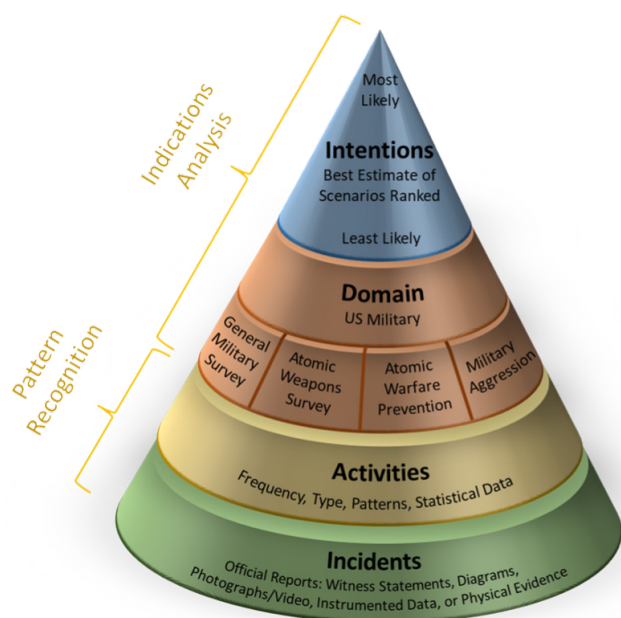 Indications
Analysis
Pattern
Recognition
Most
Likely
Intentions
Best Estimate of
Scenarios Ranked
Least Likely
Domain
US Military
General
Military
Survey
Atomic
Weapons
Survey
Atomic
Warfare
Prevention
Military
Aggression
Activities
Frequency, Type, Patterns, Statistical Data
Incidents
Official Reports: Witness Statements, Diagrams,
Photographs/Video, Instrumented Data, or Physical Evidence